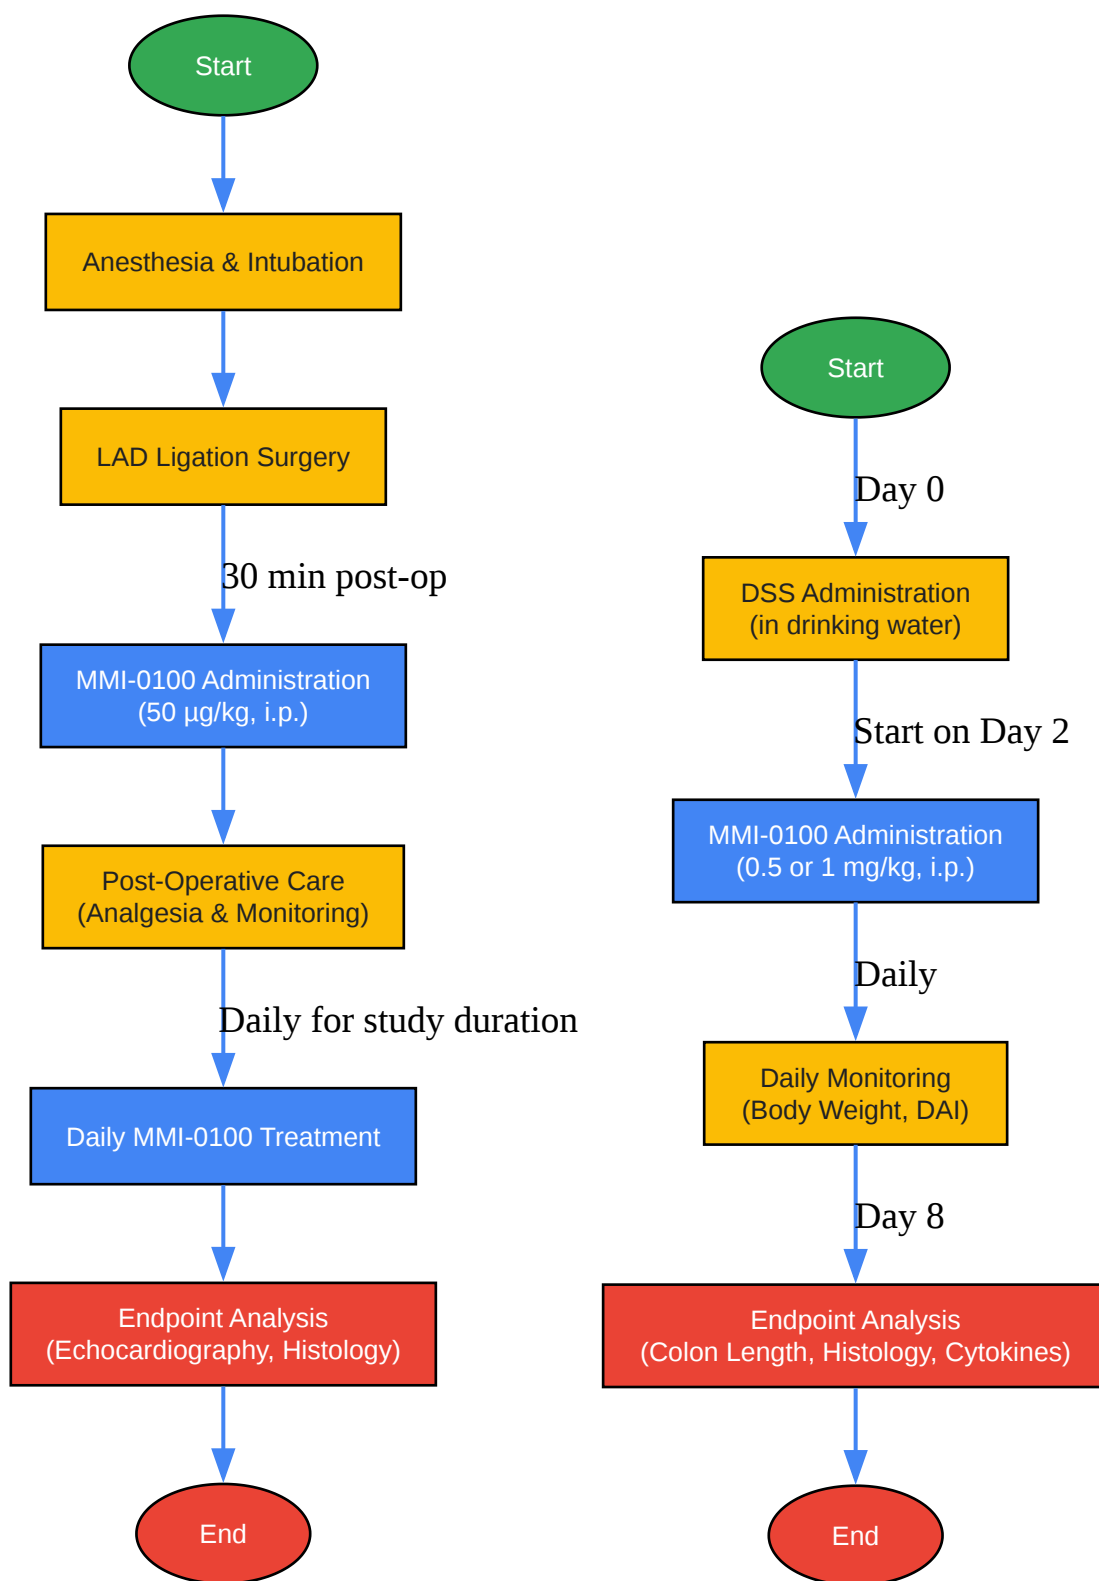 Start
Anesthesia & Intubation
LAD Ligation Surgery
30 min post-op
MMI-0100 Administration
(50 µg/kg, i.p.)
Post-Operative Care
(Analgesia & Monitoring)
Daily for study duration
Daily MMI-0100 Treatment
Endpoint Analysis
(Echocardiography, Histology)
End
Start
Day 0
DSS Administration
(in drinking water)
Start on Day 2
MMI-0100 Administration
(0.5 or 1 mg/kg, i.p.)
Daily
Daily Monitoring
(Body Weight, DAI)
Day 8
Endpoint Analysis
(Colon Length, Histology, Cytokines)
End